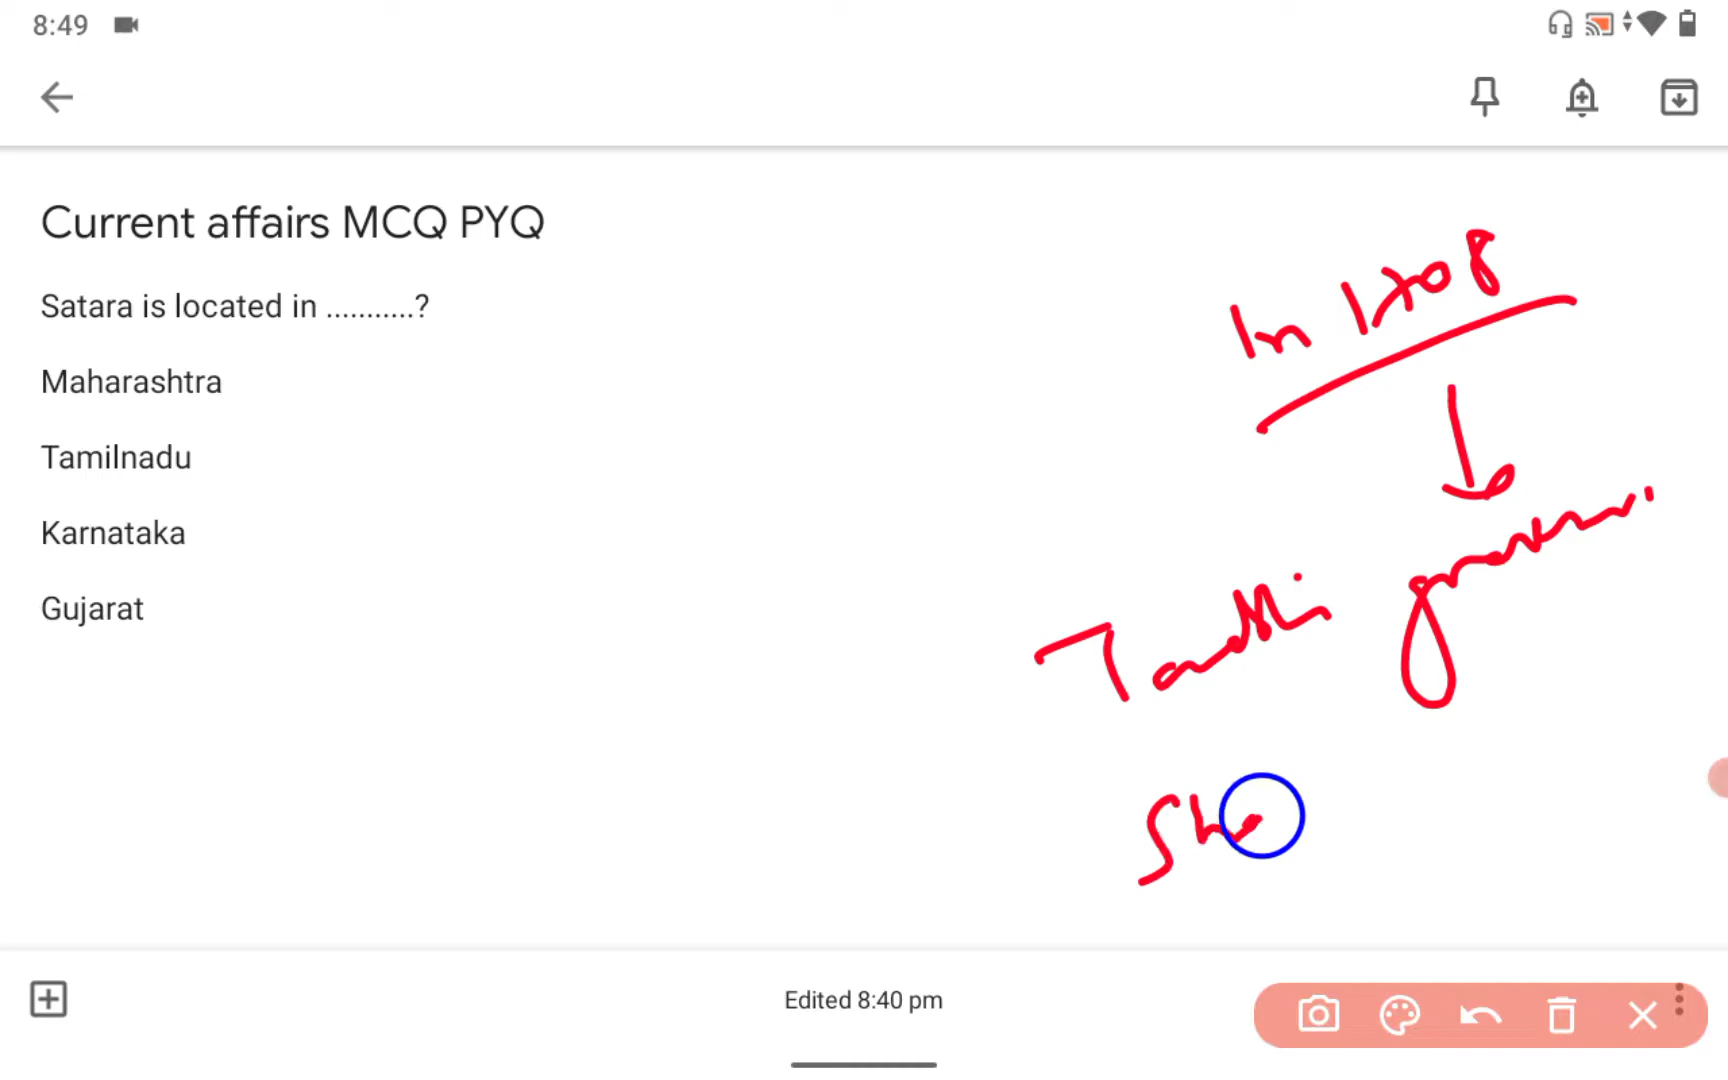 8:49
Current affairs MCQ PYQ
Satara is located in ...........?
Maharashtra
Tamilnadu
Karnataka
Gujarat
In 1708
Edited 8:40 pm